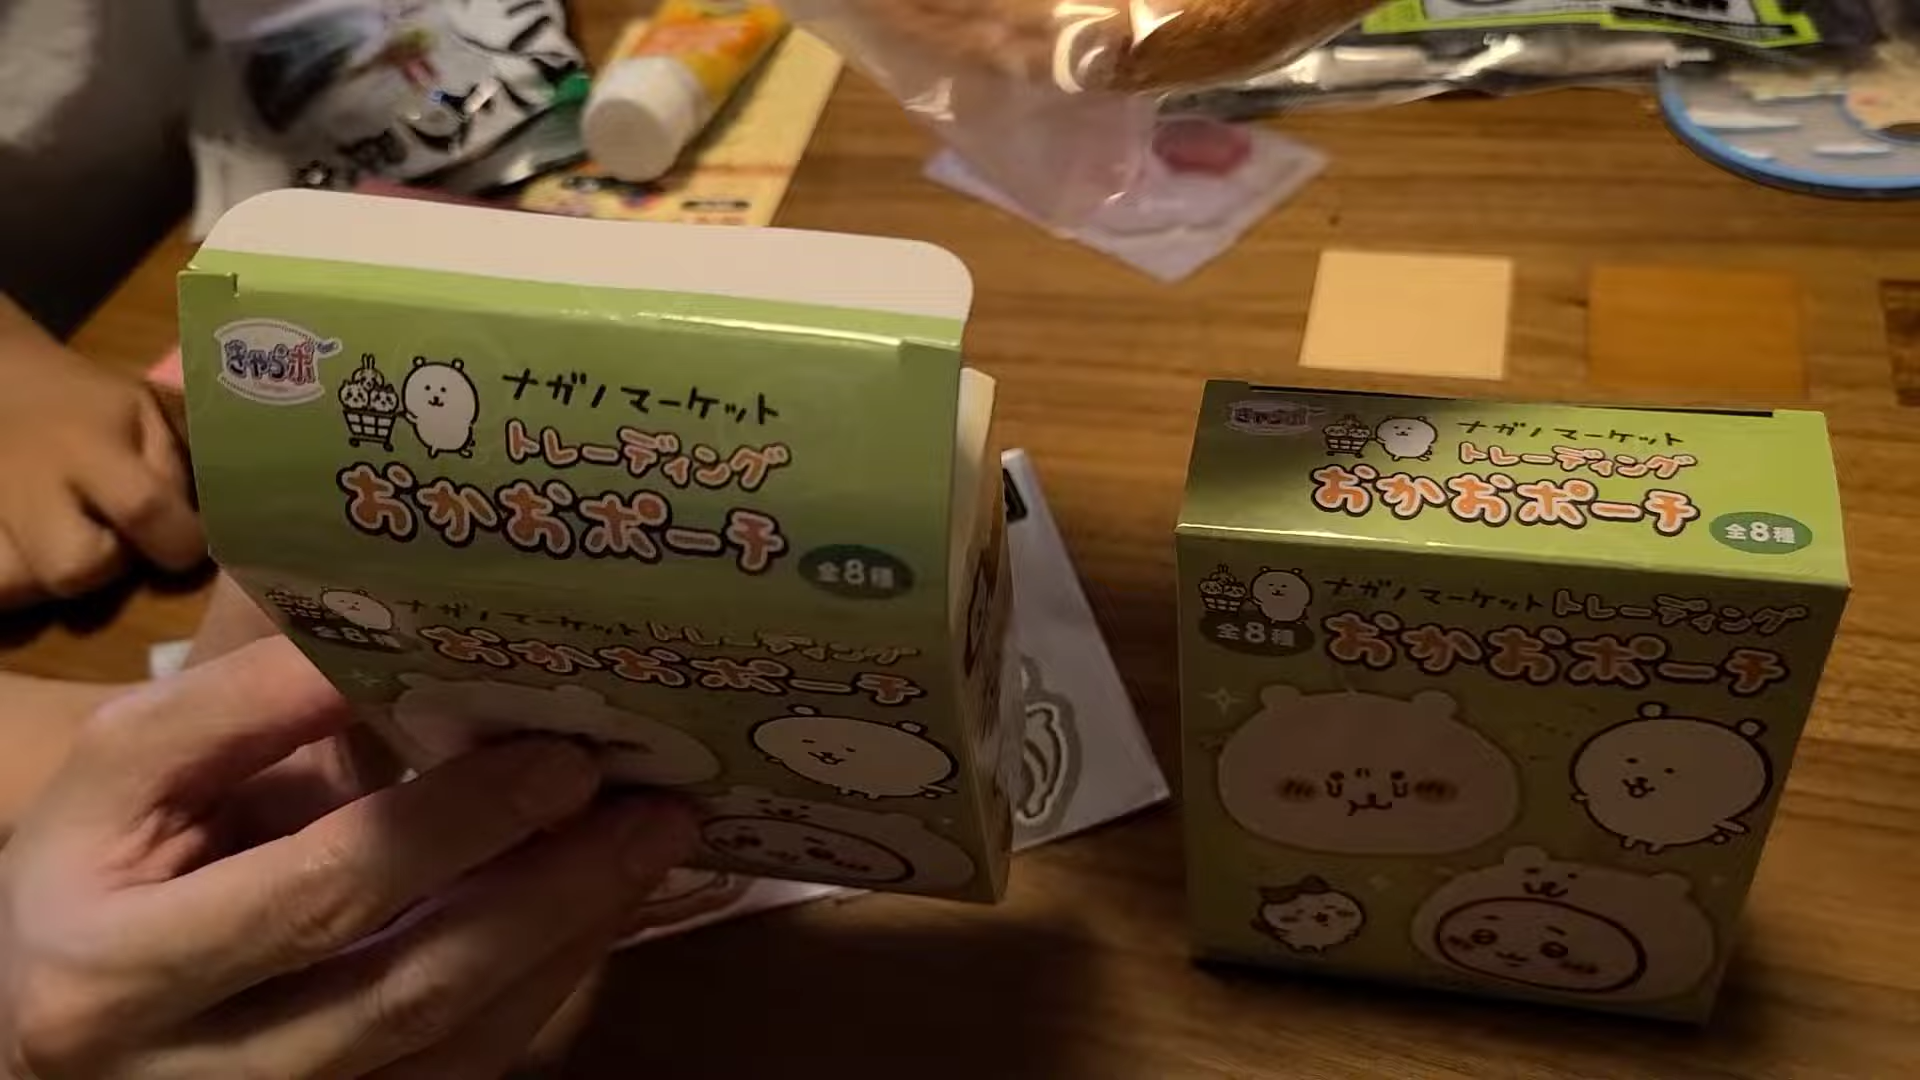 きゃらポ
ナガノマーケット
トレーディング
おかおポーチ
全8種
ナガノマーケットトレーディング
全8種
おかおポーチ
きゃらポ
ナガノマーケット
トレーディング
おかおポーチ
全8種
ナガノマーケットトレーディング
全8種
おかおポーチ